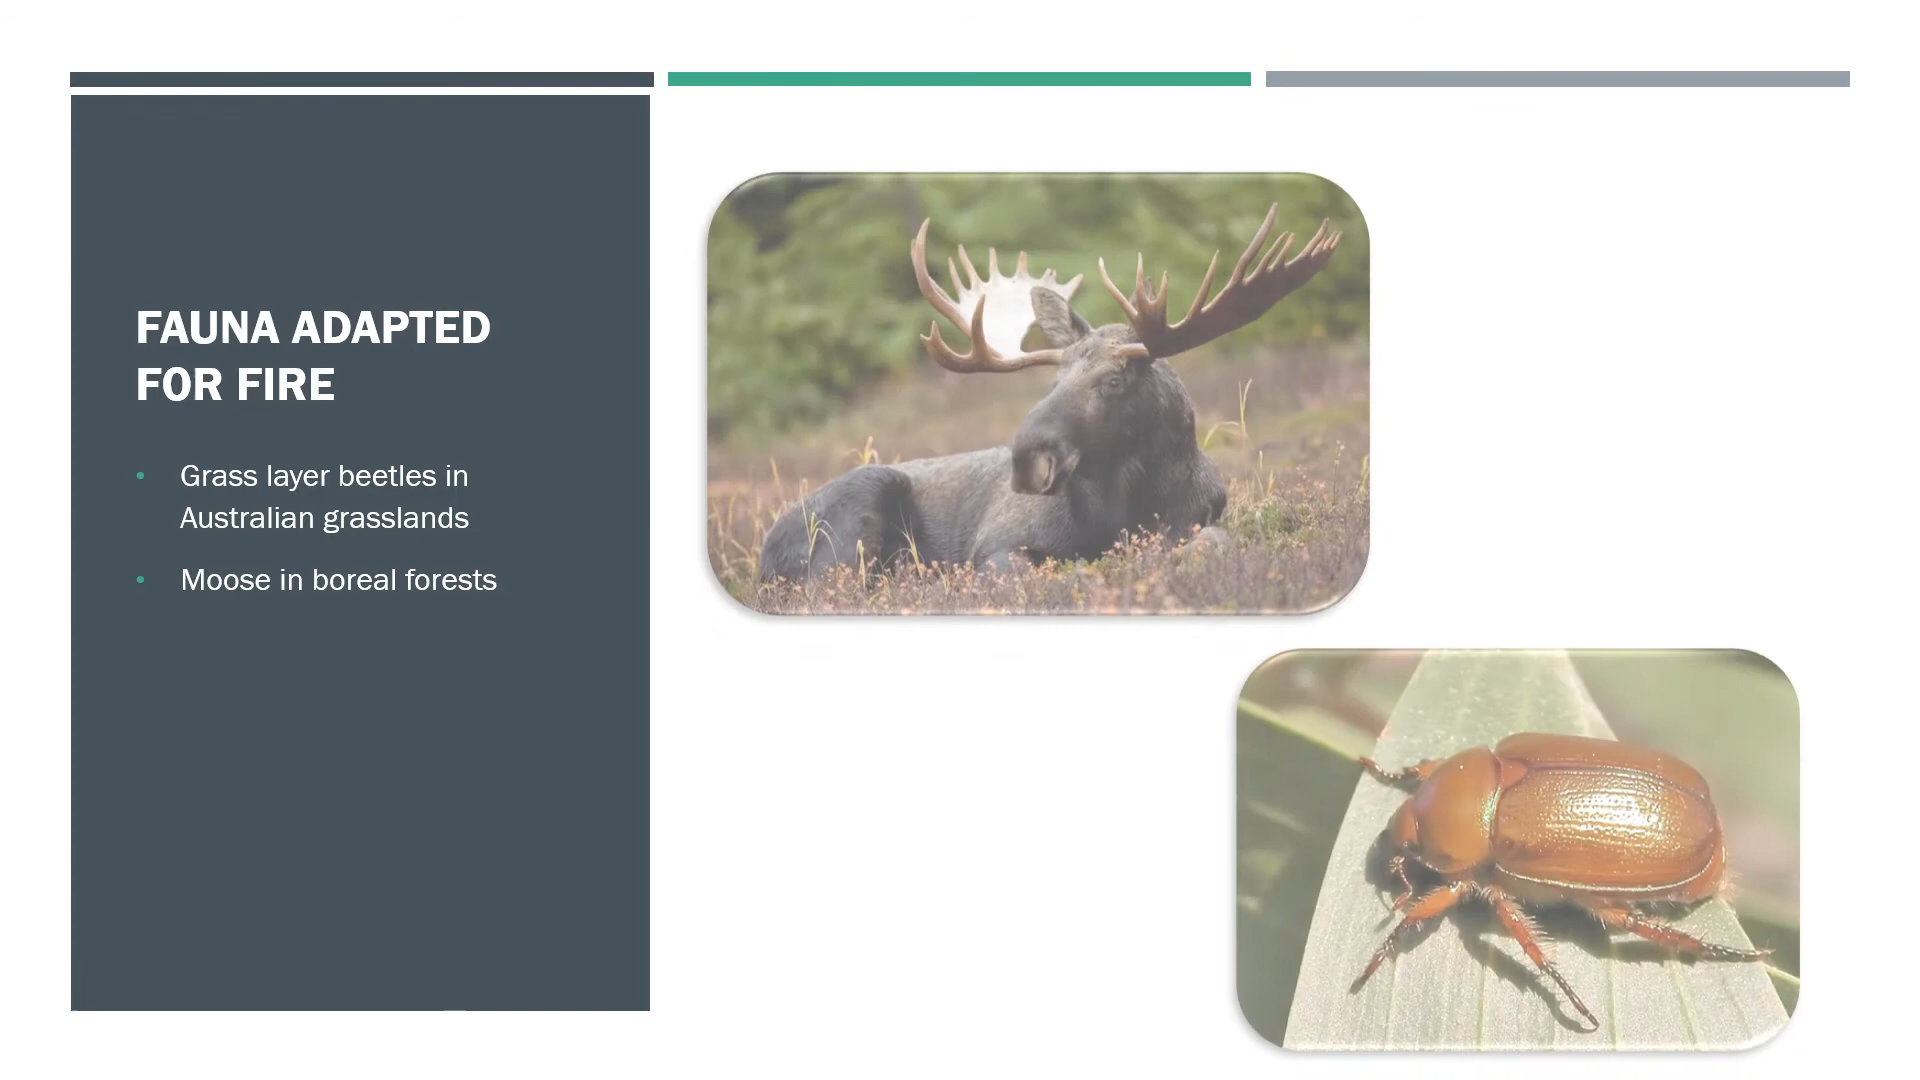 FAUNA ADAPTED
FOR FIRE
• Grass layer beetles in
Australian grasslands
• Moose in boreal forests